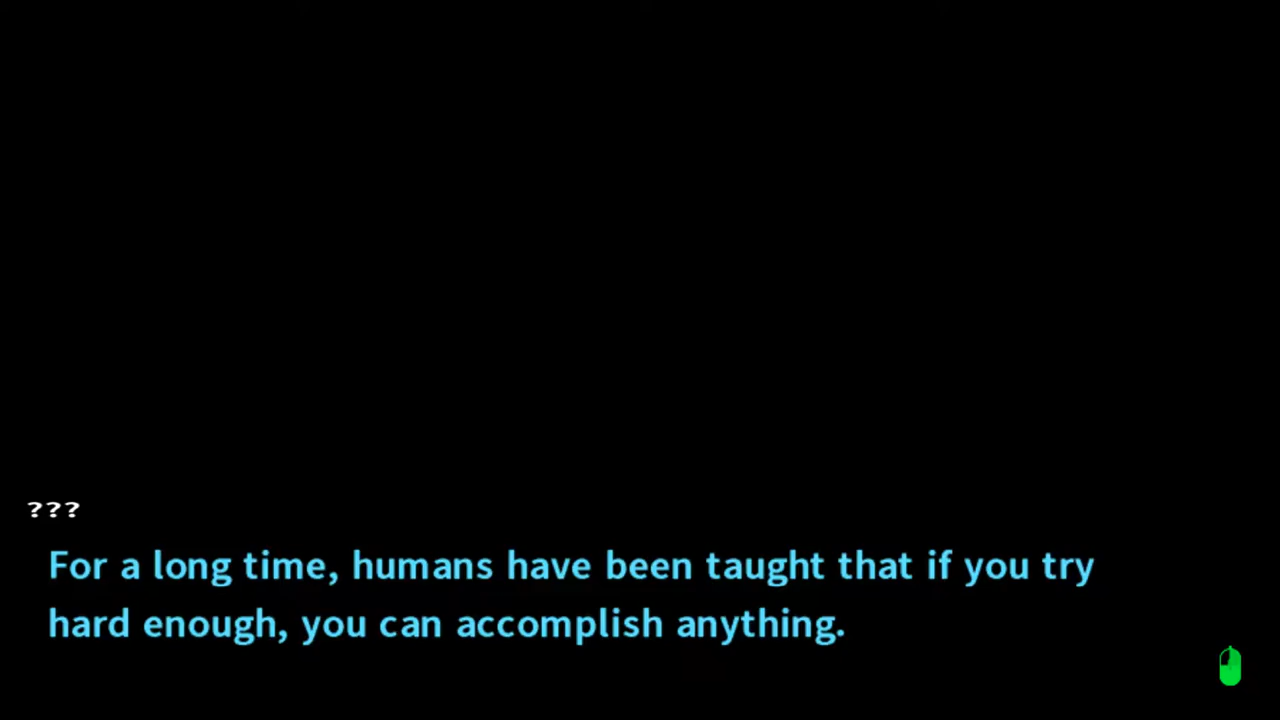 ???
For a long time, humans have been taught that if you try
hard enough, you can accomplish anything.